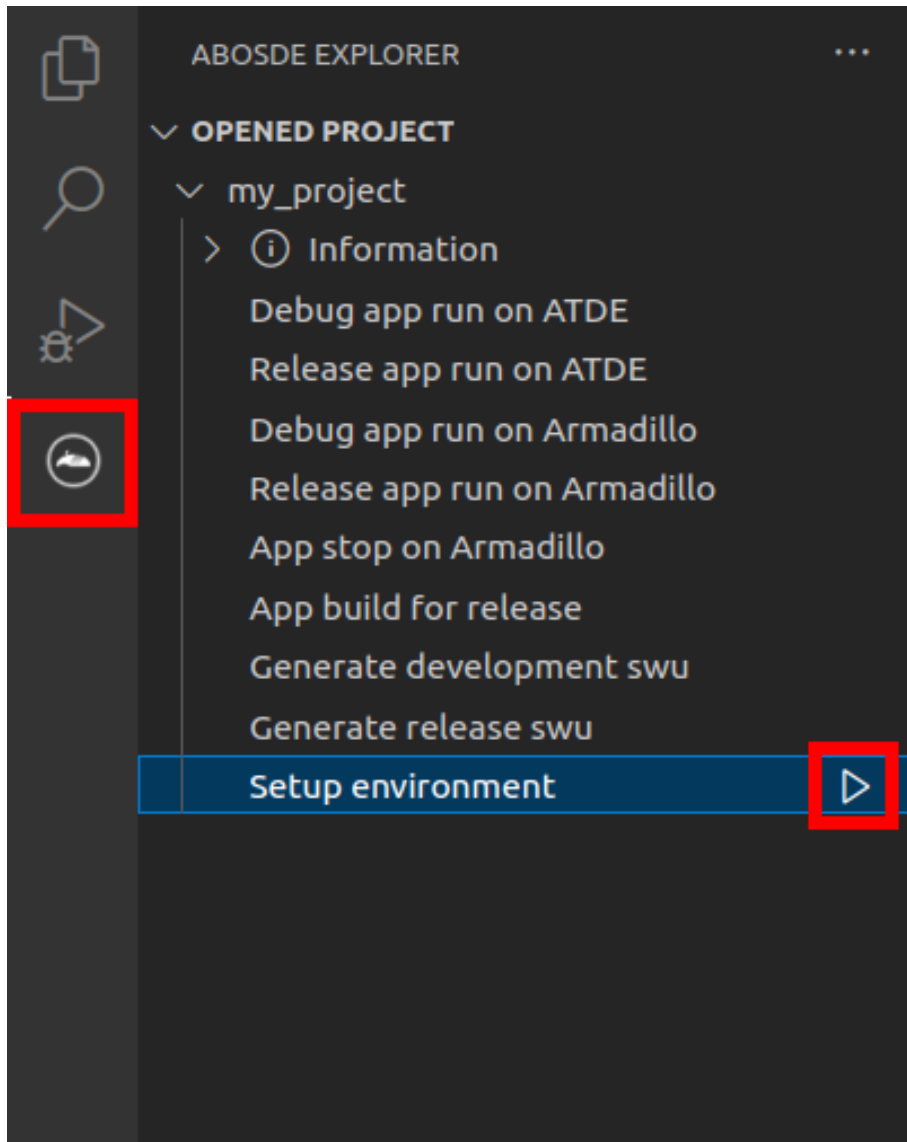 ABOSDE EXPLORER
OPENED PROJECT
my_project
Information
Debug app run on ATDE
Release app run on ATDE
Debug app run on Armadillo
Release app run on Armadillo
App stop on Armadillo
App build for release
Generate development swu
Generate release swu
Setup environment